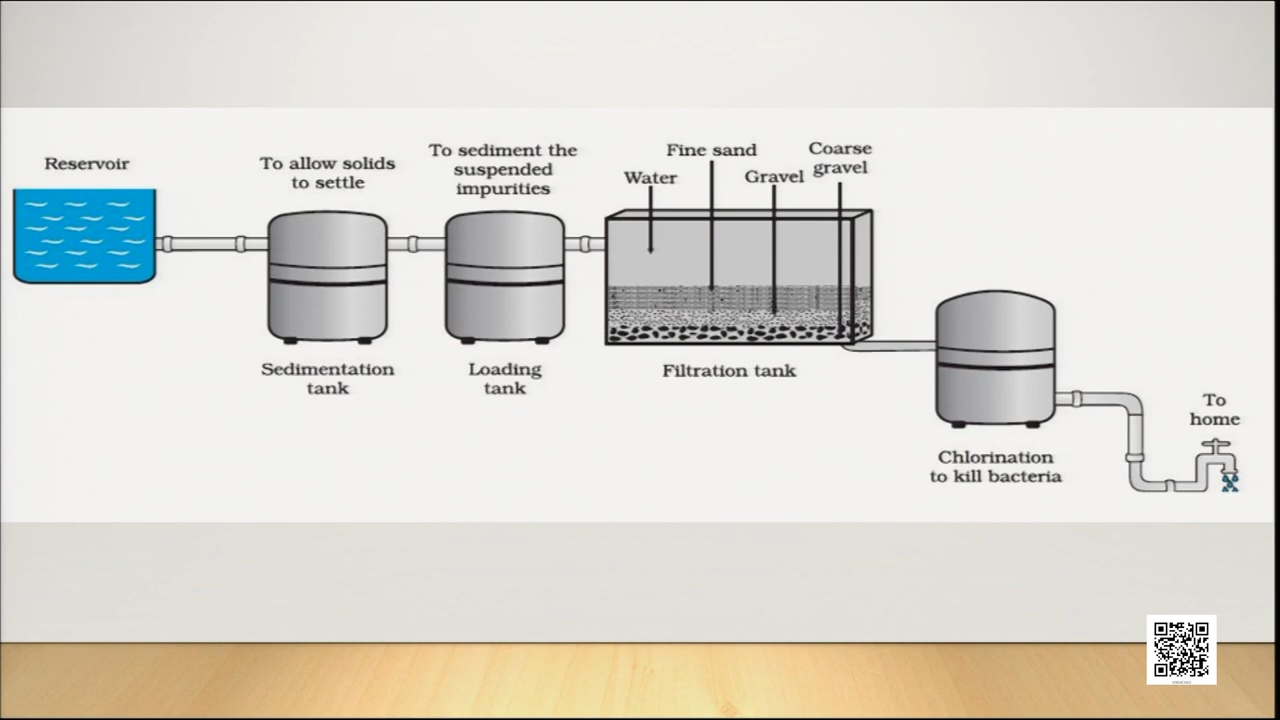 Reservoir
To allow solids
to settle
To sediment the
suspended
impurities
Water
Fine sand
Gravel
Coarse
gravel
Sedimentation
tank
Loading
tank
Filtration tank
Chlorination
to kill bacteria
To
home